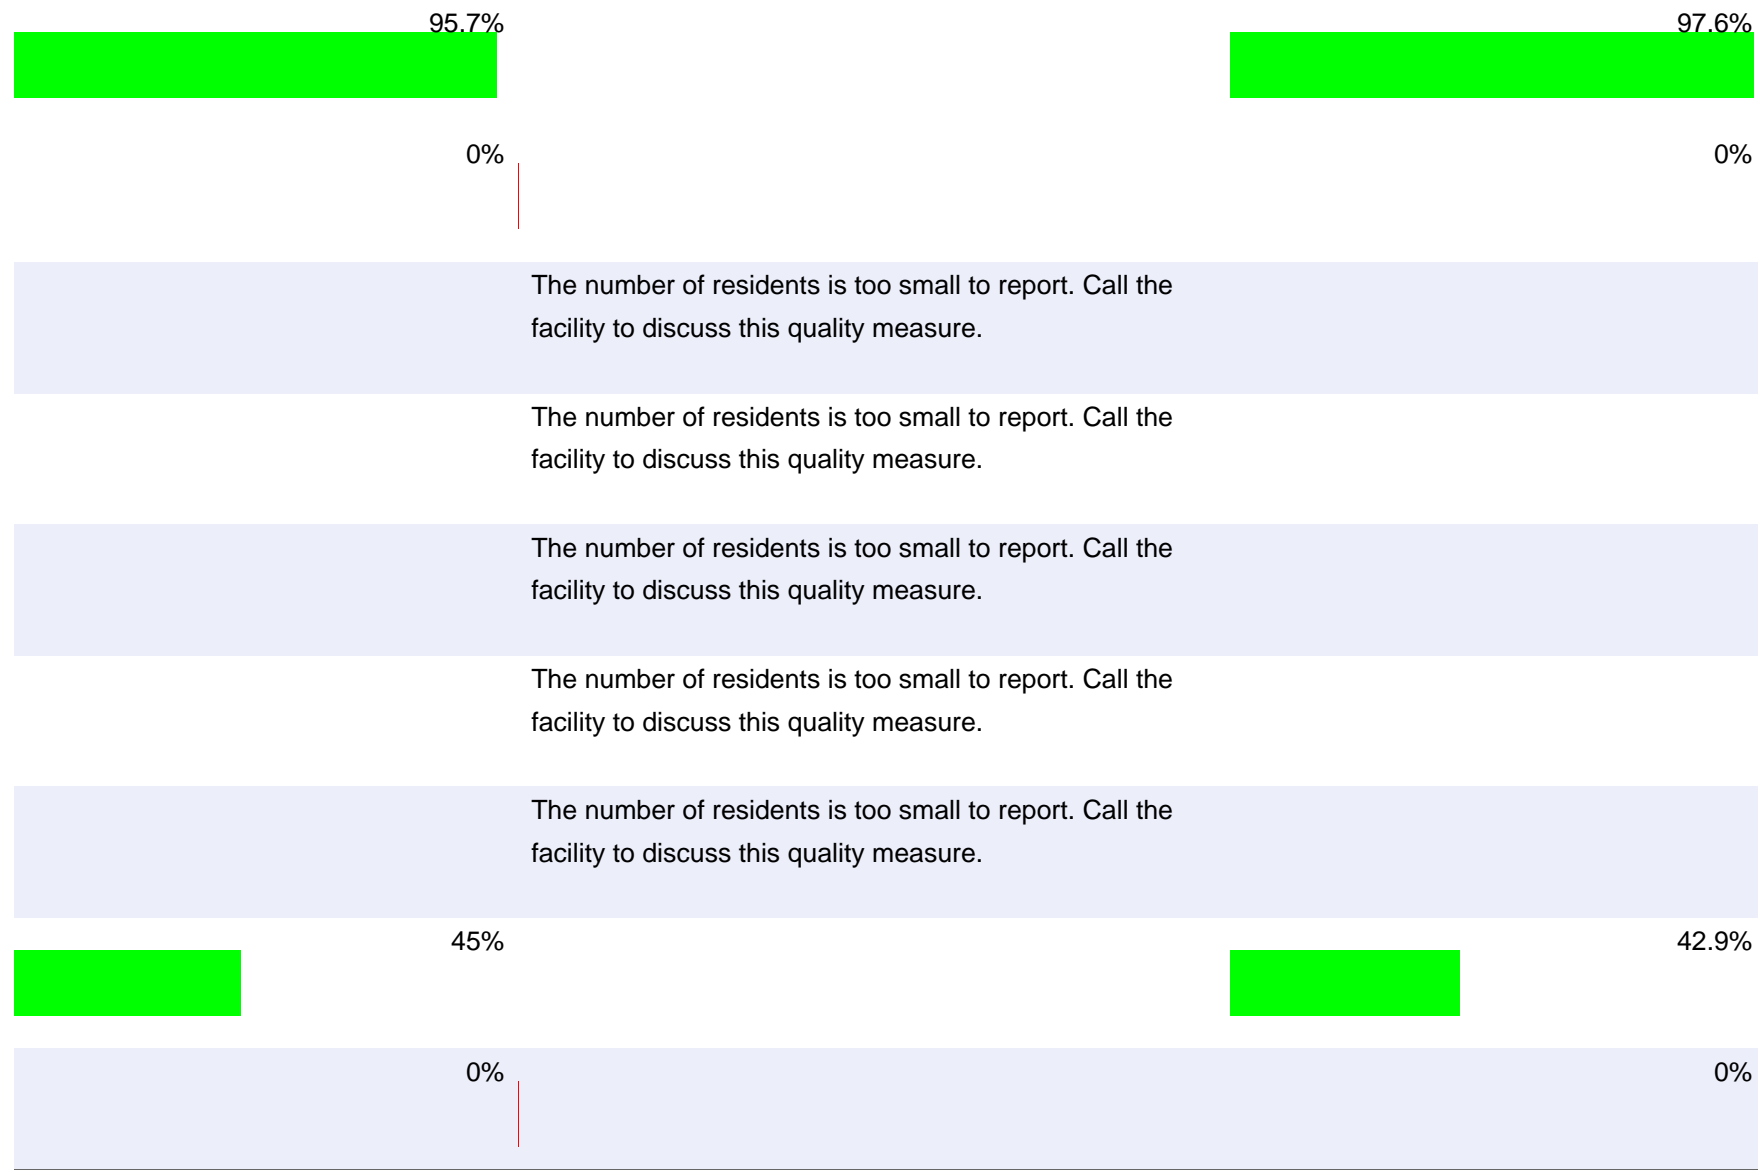 95.7% 97.6%
0% 0%
The number of residents is too small to report. Call the
facility to discuss this quality measure.
The number of residents is too small to report. Call the
facility to discuss this quality measure.
The number of residents is too small to report. Call the
facility to discuss this quality measure.
The number of residents is too small to report. Call the
facility to discuss this quality measure.
The number of residents is too small to report. Call the
facility to discuss this quality measure.
45% 42.9%
0% 0%